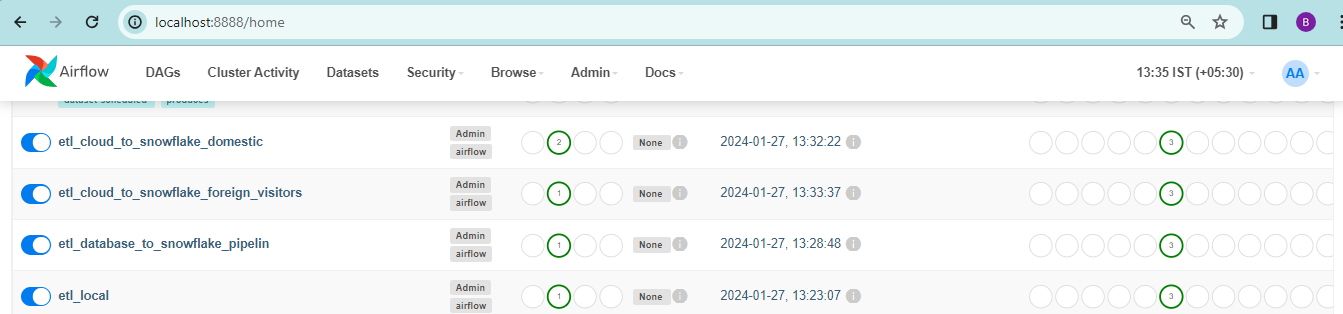 localhost:8888/home
B
Airflow DAGs Cluster Activity Datasets Security Browse Admin Docs 13:35 IST (+05:30) AA
dataset-scheduled produces
etl_cloud_to_snowflake_domestic Admin airflow 2 None i 2024-01-27, 13:32:22 i 3
etl_cloud_to_snowflake_foreign_visitors Admin airflow 1 None i 2024-01-27, 13:33:37 i 3
etl_database_to_snowflake_pipelin Admin airflow 1 None i 2024-01-27, 13:28:48 i 3
etl_local Admin airflow 1 None i 2024-01-27, 13:23:07 i 3